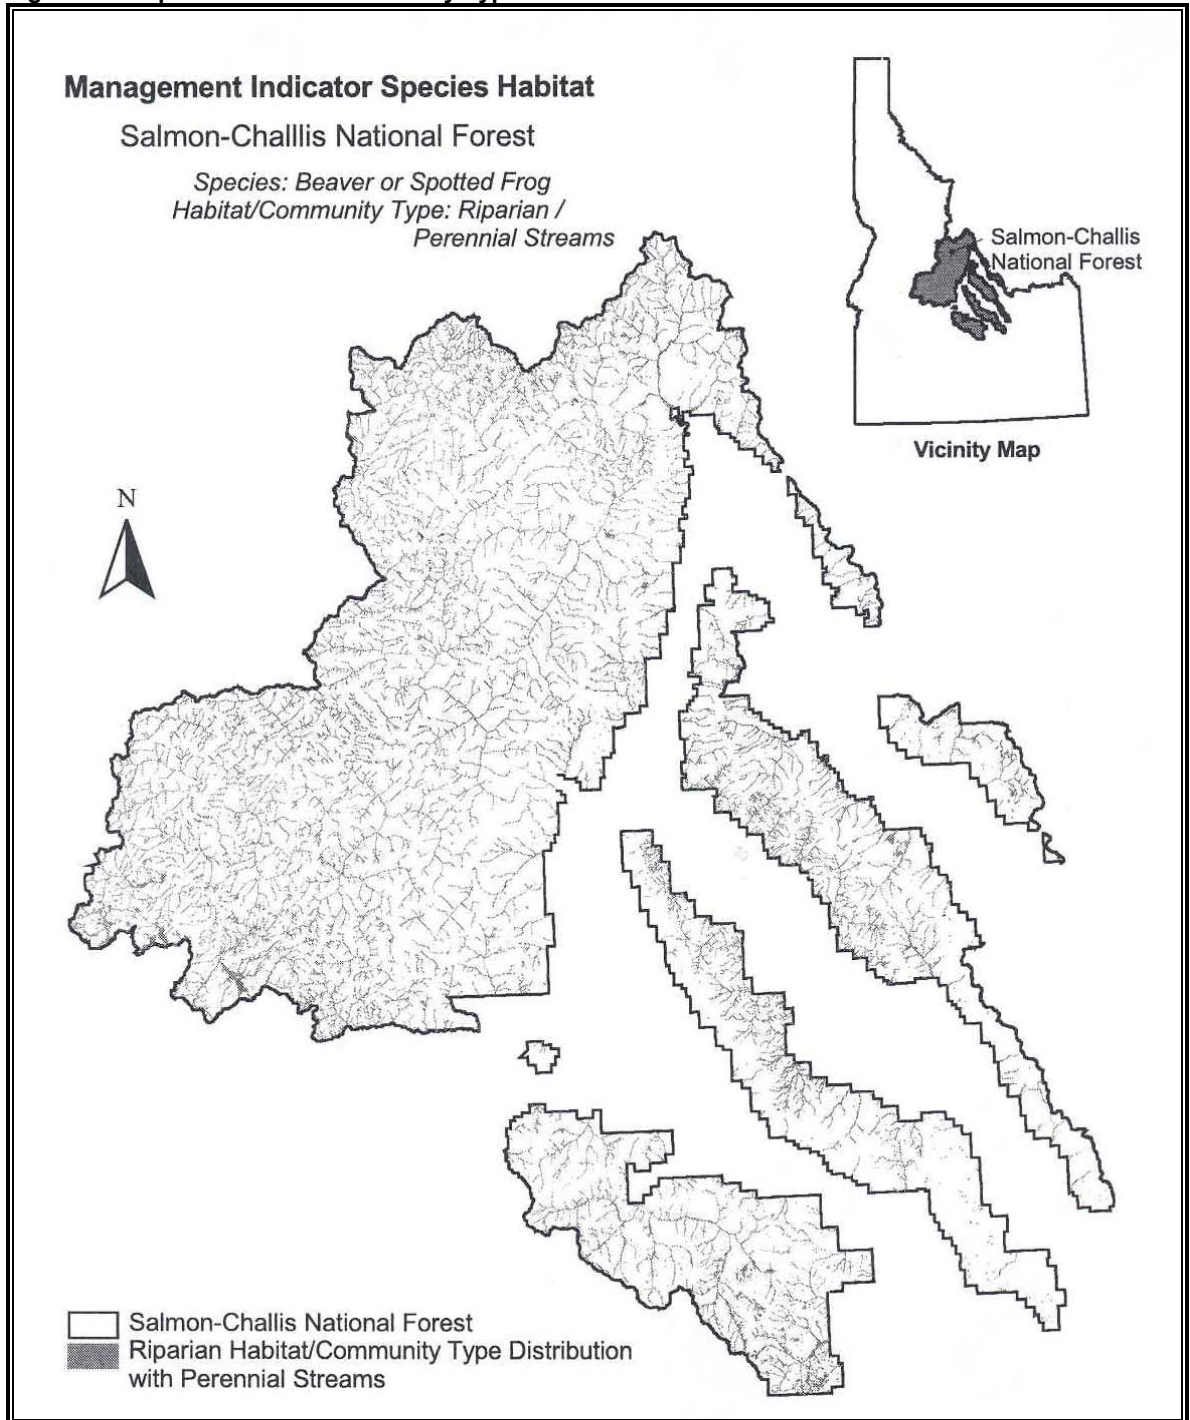 Management Indicator Species Habitat
Salmon-Challlis National Forest
Species: Beaver or Spotted Frog
Habitat/Community Type: Riparian /
Perennial Streams
Salmon-Challis
National Forest
Vicinity Map
N
Salmon-Challis National Forest
Riparian Habitat/Community Type Distribution
with Perennial Streams